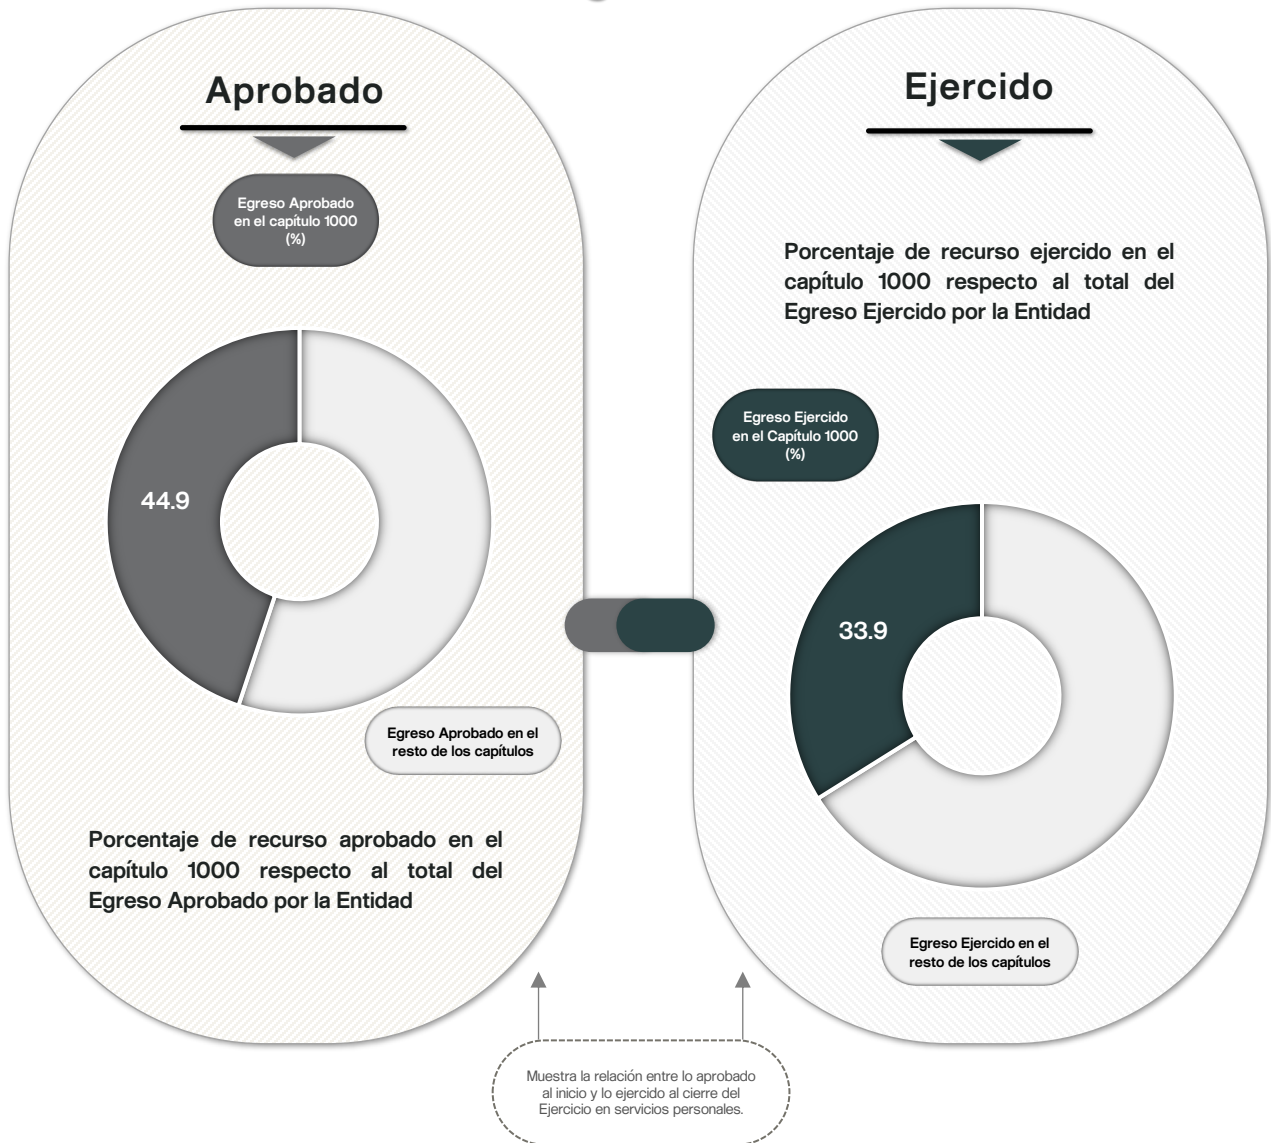 Aprobado
Egreso Aprobado
en el capítulo 1000
(%)
44.9
Egreso Aprobado en el
resto de los capítulos
Porcentaje de recurso aprobado en el
capítulo 1000 respecto al total del
Egreso Aprobado por la Entidad
Ejercido
Porcentaje de recurso ejercido en el
capítulo 1000 respecto al total del
Egreso Ejercido por la Entidad
Egreso Ejercido
en el Capítulo 1000
(%)
33.9
Egreso Ejercido en el
resto de los capítulos
Muestra la relación entre lo aprobado
al inicio y lo ejercido al cierre del
Ejercicio en servicios personales.